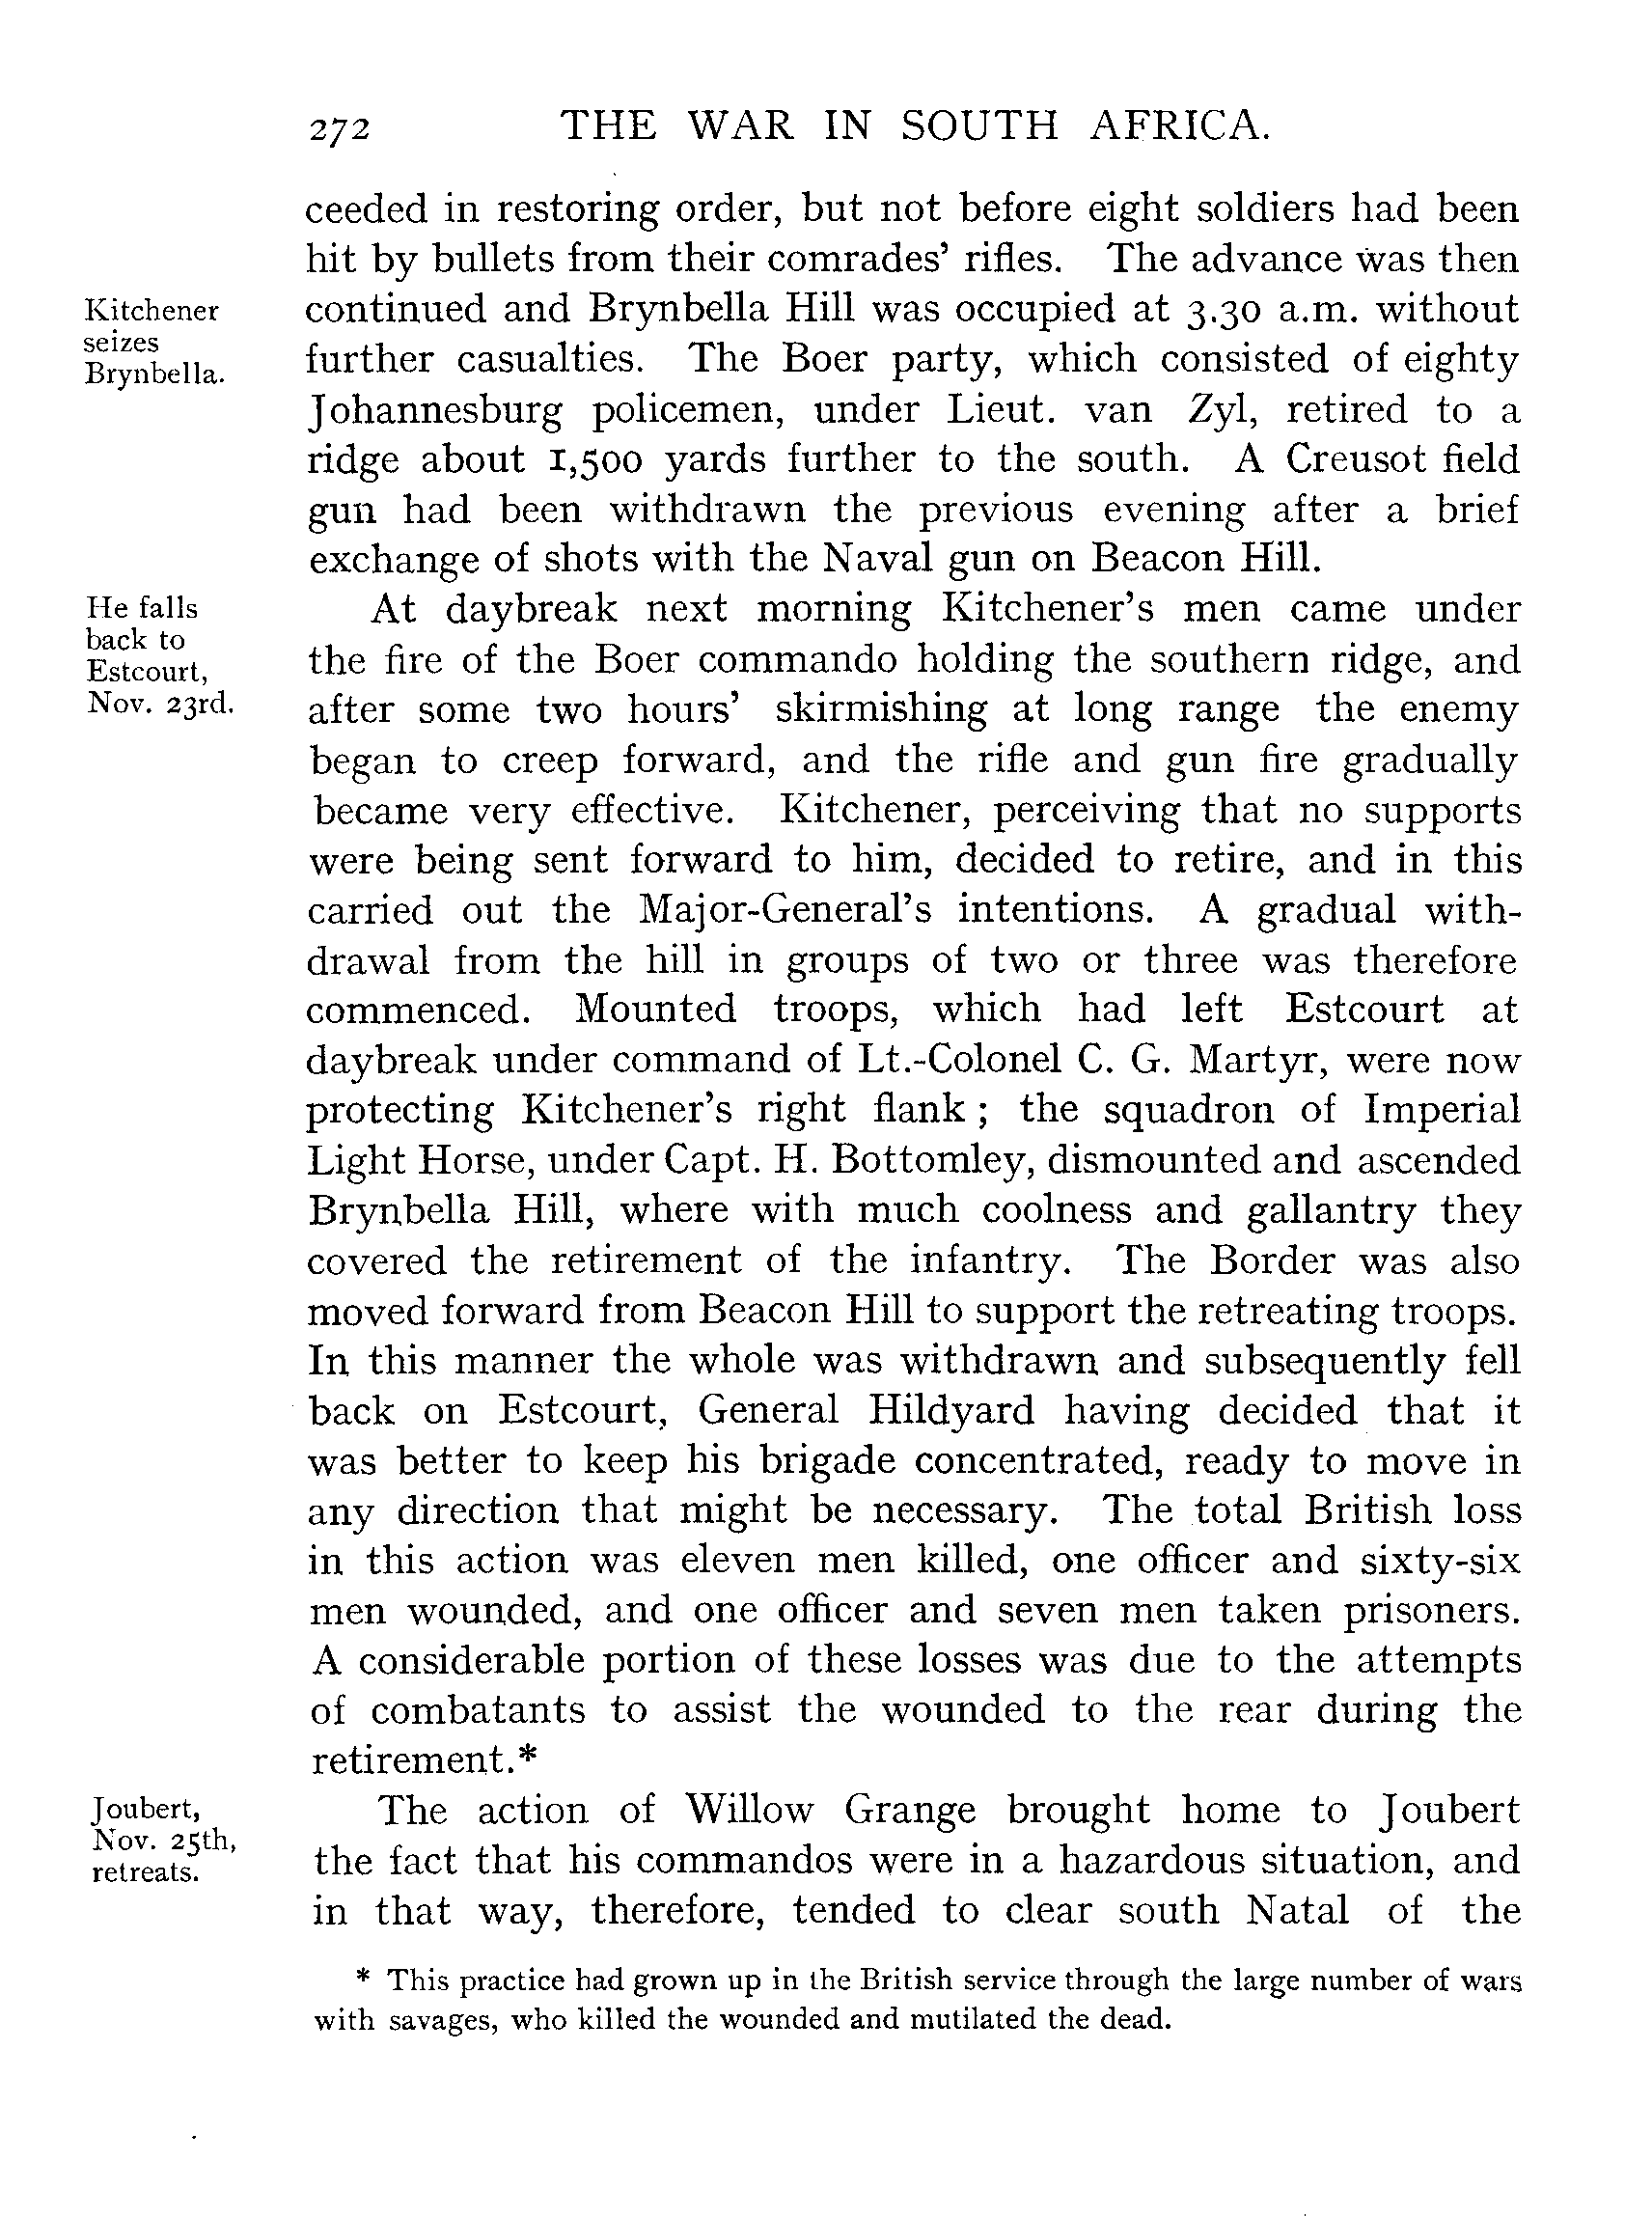 272 THE WAR IN SOUTH AFRICA.
ceeded in restoring order, but not before eight soldiers had been
hit by bullets from their comrades' rifles. The advance was then
Kitchener
seizes
Brynbella.
continued and Brynbella Hill was occupied at 3.30 a.m. without
further casualties. The Boer party, which consisted of eighty
Johannesburg policemen, under Lieut. van Zyl, retired to a
ridge about 1,500 yards further to the south. A Creusot field
gun had been withdrawn the previous evening after a brief
exchange of shots with the Naval gun on Beacon Hill.
He falls
back to
Estcourt,
Nov. 23rd.
At daybreak next morning Kitchener's men came under
the fire of the Boer commando holding the southern ridge, and
after some two hours' skirmishing at long range the enemy
began to creep forward, and the rifle and gun fire gradually
became very effective. Kitchener, perceiving that no supports
were being sent forward to him, decided to retire, and in this
carried out the Major-General's intentions. A gradual with-
drawal from the hill in groups of two or three was therefore
commenced. Mounted troops, which had left Estcourt at
daybreak under command of Lt.-Colonel C. G. Martyr, were now
protecting Kitchener's right flank ; the squadron of Imperial
Light Horse, under Capt. H. Bottomley, dismounted and ascended
Brynbella Hill, where with much coolness and gallantry they
covered the retirement of the infantry. The Border was also
moved forward from Beacon Hill to support the retreating troops.
In this manner the whole was withdrawn and subsequently fell
back on Estcourt, General Hildyard having decided that it
was better to keep his brigade concentrated, ready to move in
any direction that might be necessary. The total British loss
in this action was eleven men killed, one officer and sixty-six
men wounded, and one officer and seven men taken prisoners.
A considerable portion of these losses was due to the attempts
of combatants to assist the wounded to the rear during the
retirement.*
Joubert,
Nov. 25th,
retreats.
The action of Willow Grange brought home to Joubert
the fact that his commandos were in a hazardous situation, and
in that way, therefore, tended to clear south Natal of the
* This practice had grown up in the British service through the large number of wars
with savages, who killed the wounded and mutilated the dead.